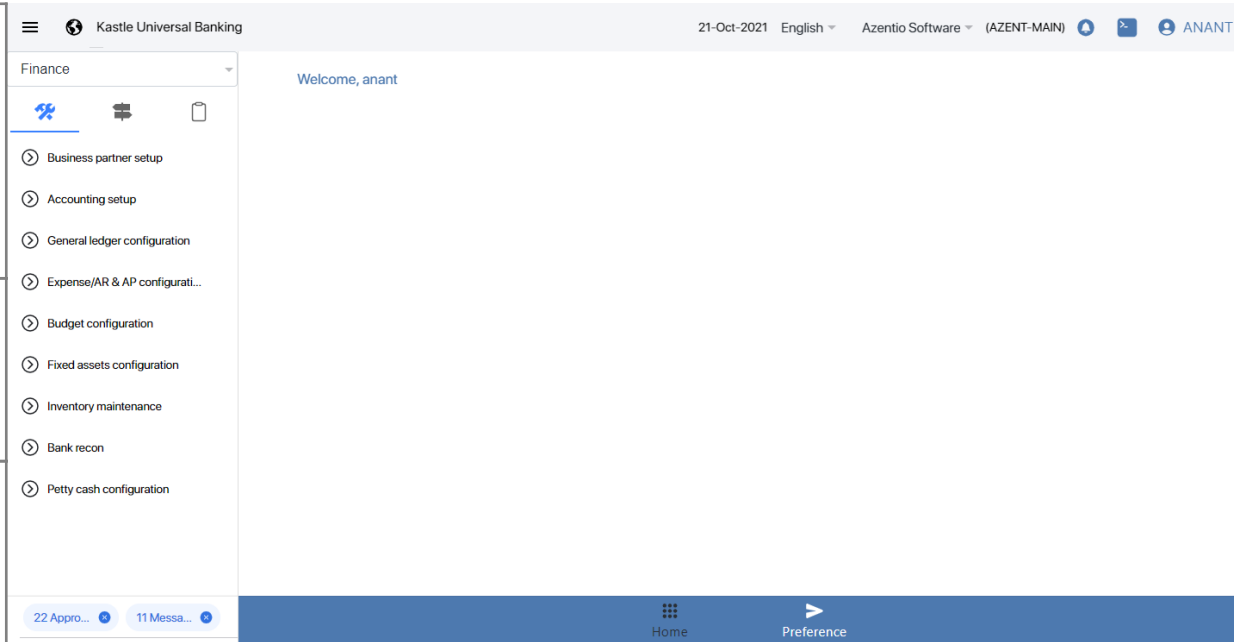 Kastle Universal Banking
21-Oct-2021 English Azentio Software (AZENT-MAIN) ANANT
Finance
Welcome, anant
Business partner setup
Accounting setup
General ledger configuration
Expense/AR & AP configurati...
Budget configuration
Fixed assets configuration
Inventory maintenance
Bank recon
Petty cash configuration
22 Appro... 11 Messa...
Home Preference